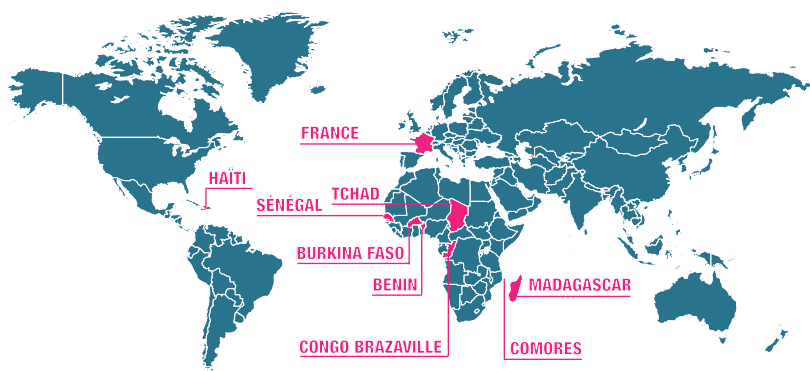 FRANCE
HAÏTI
TCHAD
SÉNÉGAL
BURKINA FASO
BENIN
MADAGASCAR
CONGO BRAZAVILLE
COMORES